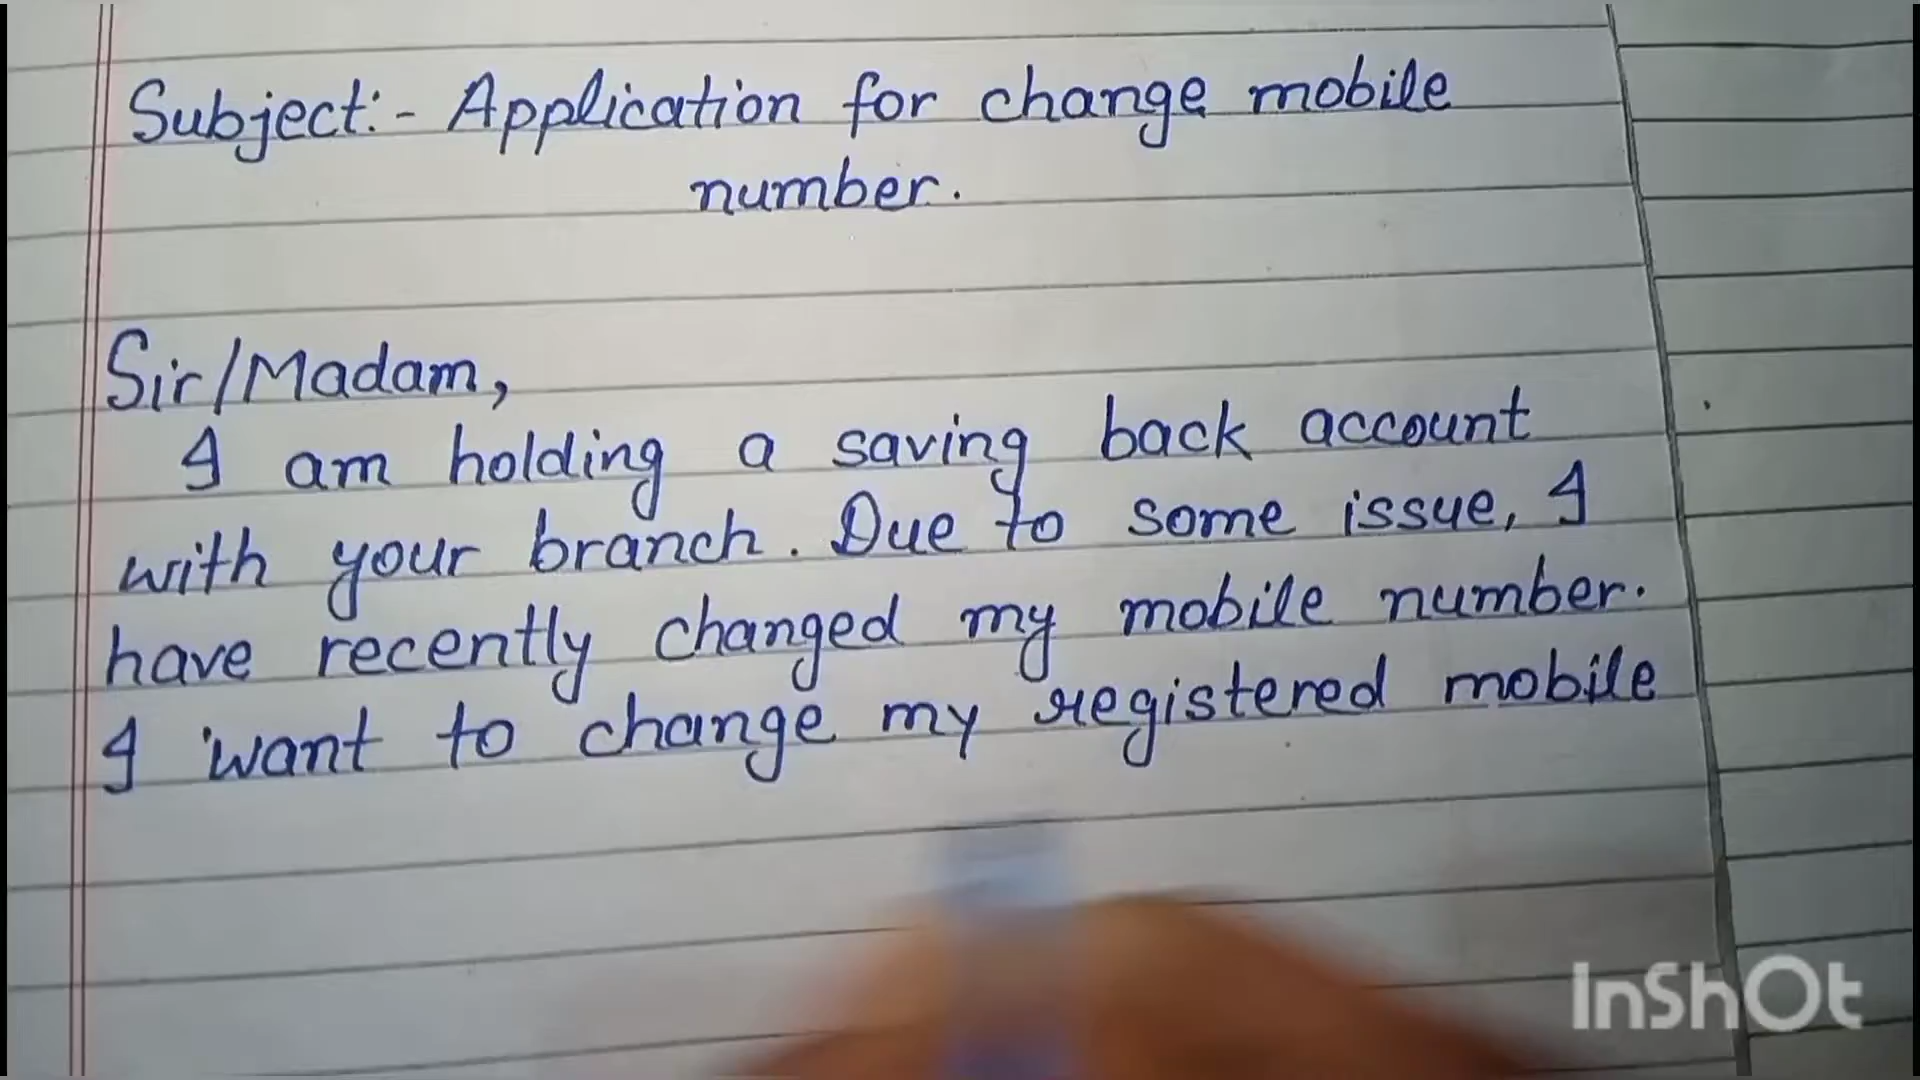 Subject:- Application for change mobile
number.
Sir/Madam,
I am holding a saving back account
with your branch. Due to some issue, I
have recently changed my mobile number.
I want to change my registered mobile
InShOt